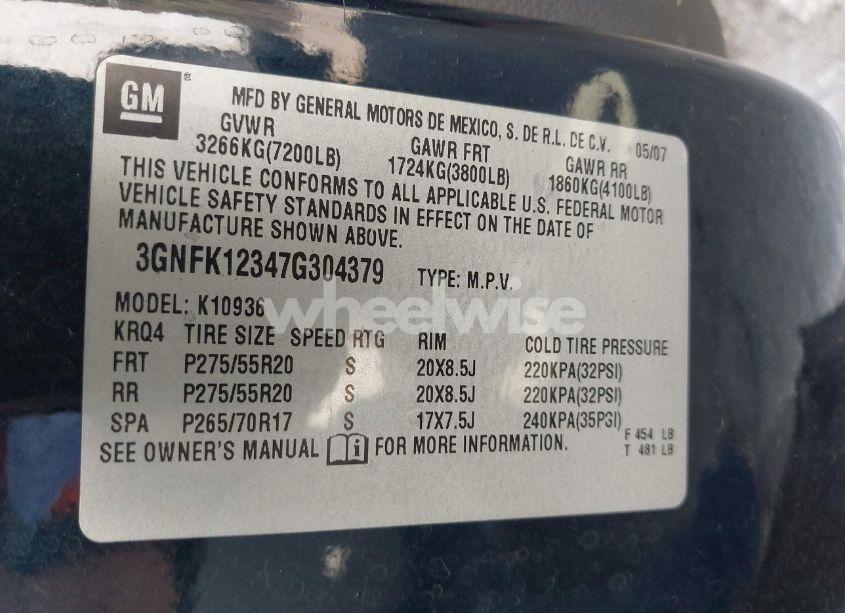 GM ®
MFD BY GENERAL MOTORS DE MEXICO, S. DE R.L. DE C.V. 05/07
GVWR GAWR FRT GAWR RR
3266KG(7200LB) 1724KG(3800LB) 1860KG(4100LB)
THIS VEHICLE CONFORMS TO ALL APPLICABLE U.S. FEDERAL MOTOR
VEHICLE SAFETY STANDARDS IN EFFECT ON THE DATE OF
MANUFACTURE SHOWN ABOVE.
3GNFK12347G304379 TYPE: M.P.V.
wheelwise
MODEL: K10936
KRQ4 TIRE SIZE SPEED RTG RIM COLD TIRE PRESSURE
FRT P275/55R20 S 20X8.5J 220KPA(32PSI)
RR P275/55R20 S 20X8.5J 220KPA(32PSI)
SPA P265/70R17 S 17X7.5J 240KPA(35PSI)
SEE OWNER'S MANUAL i FOR MORE INFORMATION.
F 454 LB
T 481 LB